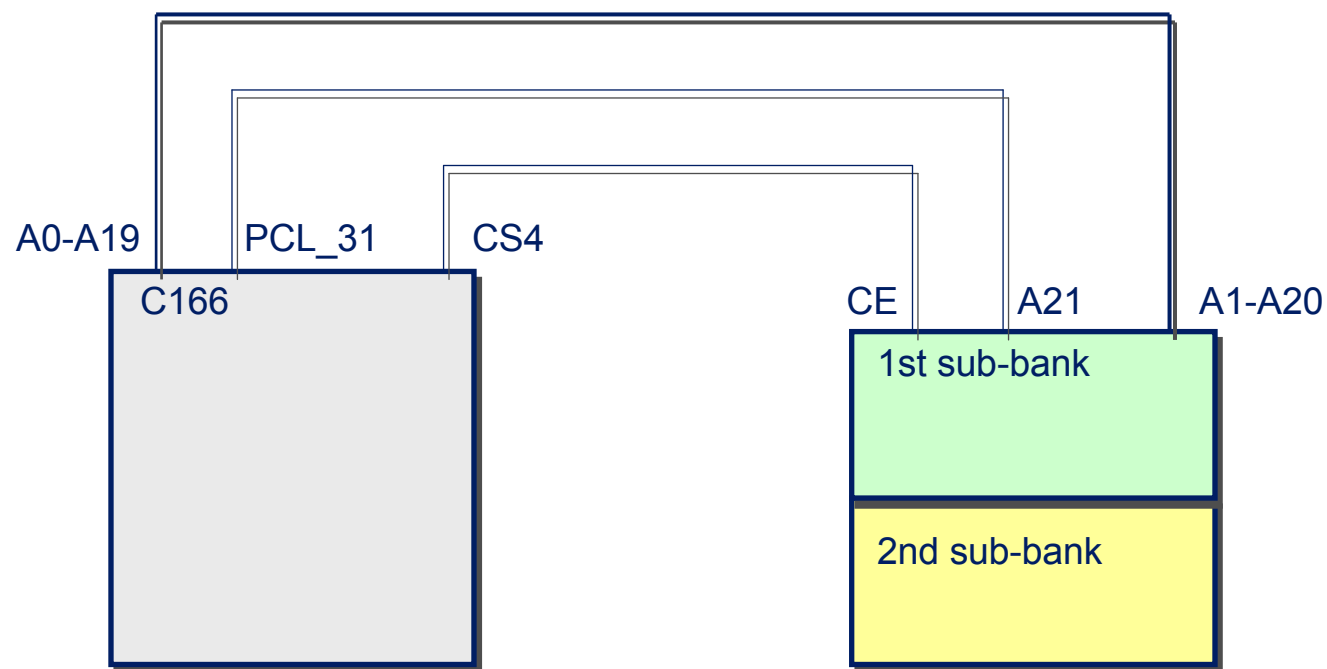 A0-A19
PCL_31
CS4
C166
CE
A21
A1-A20
1st sub-bank
2nd sub-bank